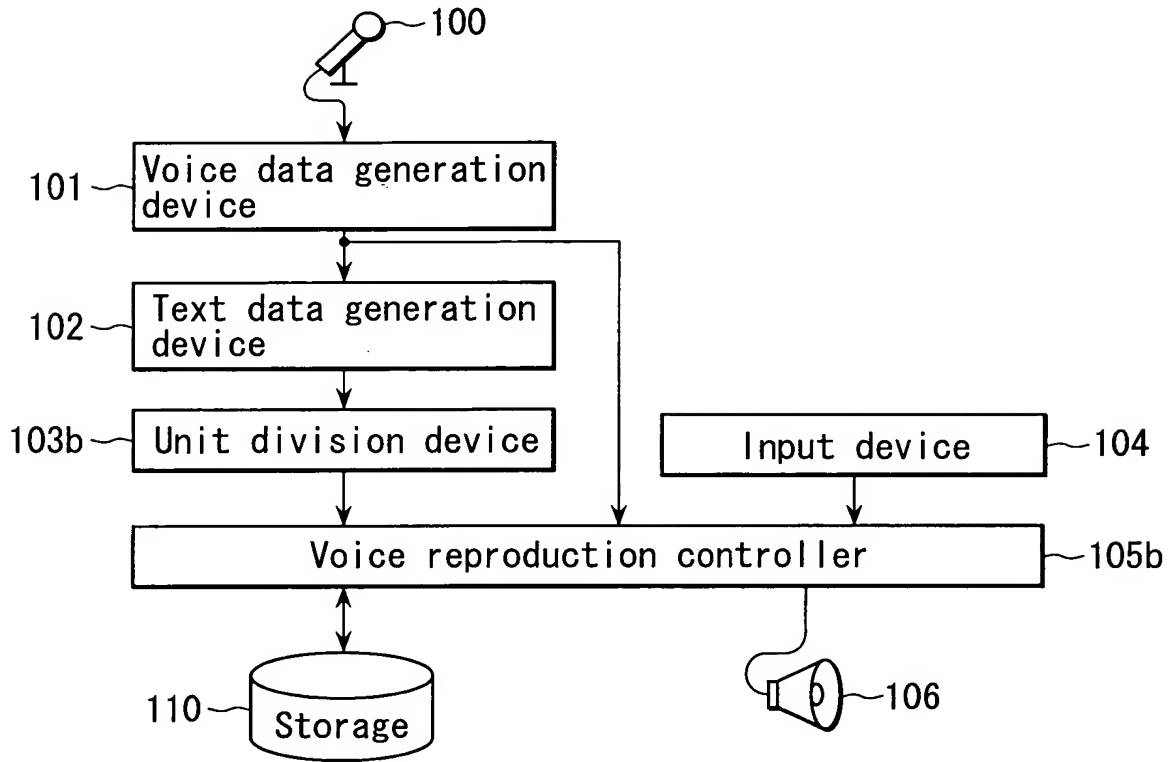 100
101
Voice data generation
device
102
Text data generation
device
103b
Unit division device
Input device
104
Voice reproduction controller
105b
110
Storage
106